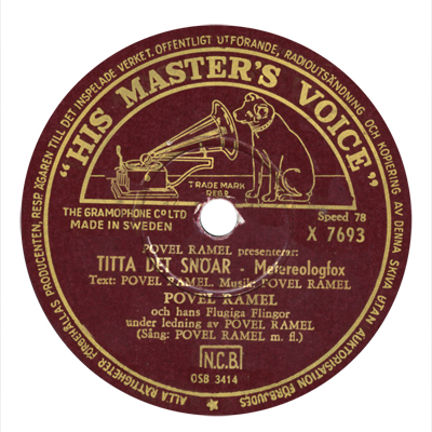 ALLA RÄTTIGHETER FÖRBEHÅLLAS PRODUCENTEN, RESP. ÄGAREN TILL DET INSPELADE VERKET. OFFENTLIGT UTFÖRANDE, RADIOUTSÄNDNING OCH KOPIERING AV DENNA SKIVA UTAN AUKTORISATION FÖRBJUDES
"HIS MASTER'S VOICE"
TRADE MARK
REGD.
THE GRAMOPHONE CO LTD
MADE IN SWEDEN
Speed 78
X 7693
POVEL RAMEL presenterar:
TITTA DET SNÖAR - Metereologfox
Text: POVEL RAMEL. Musik: POVEL RAMEL
POVEL RAMEL
och hans Flugiga Flingor
under ledning av POVEL RAMEL
(Sång: POVEL RAMEL m. fl.)
N.C.B.
OSB 3414